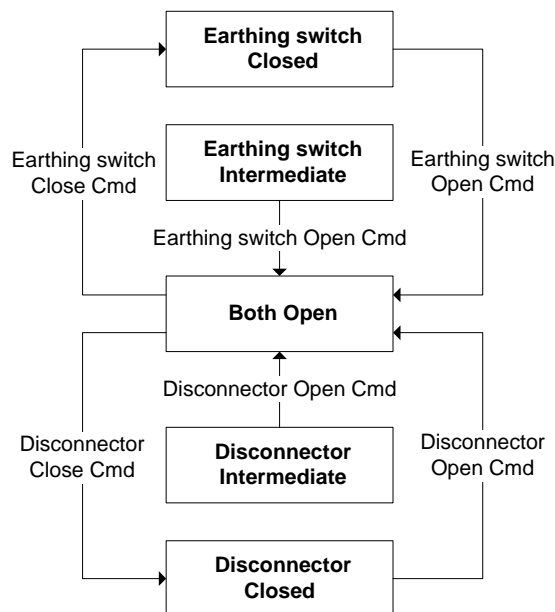 Earthing switch
Closed
Earthing switch
Intermediate
Earthing switch
Close Cmd
Earthing switch
Open Cmd
Earthing switch Open Cmd
Both Open
Disconnector Open Cmd
Disconnector
Close Cmd
Disconnector
Open Cmd
Disconnector
Intermediate
Disconnector
Closed